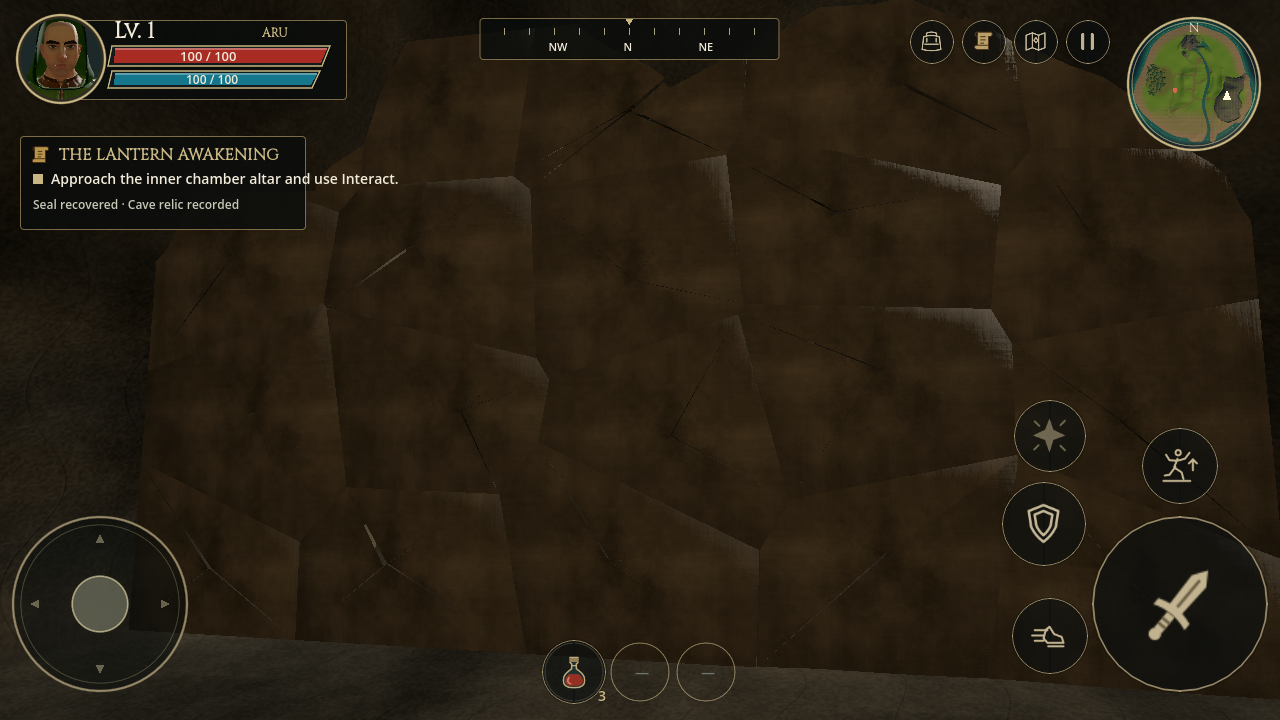 Lv. 1
ARU
100 / 100
100 / 100
NW N NE
N
THE LANTERN AWAKENING
Approach the inner chamber altar and use Interact.
Seal recovered · Cave relic recorded
3